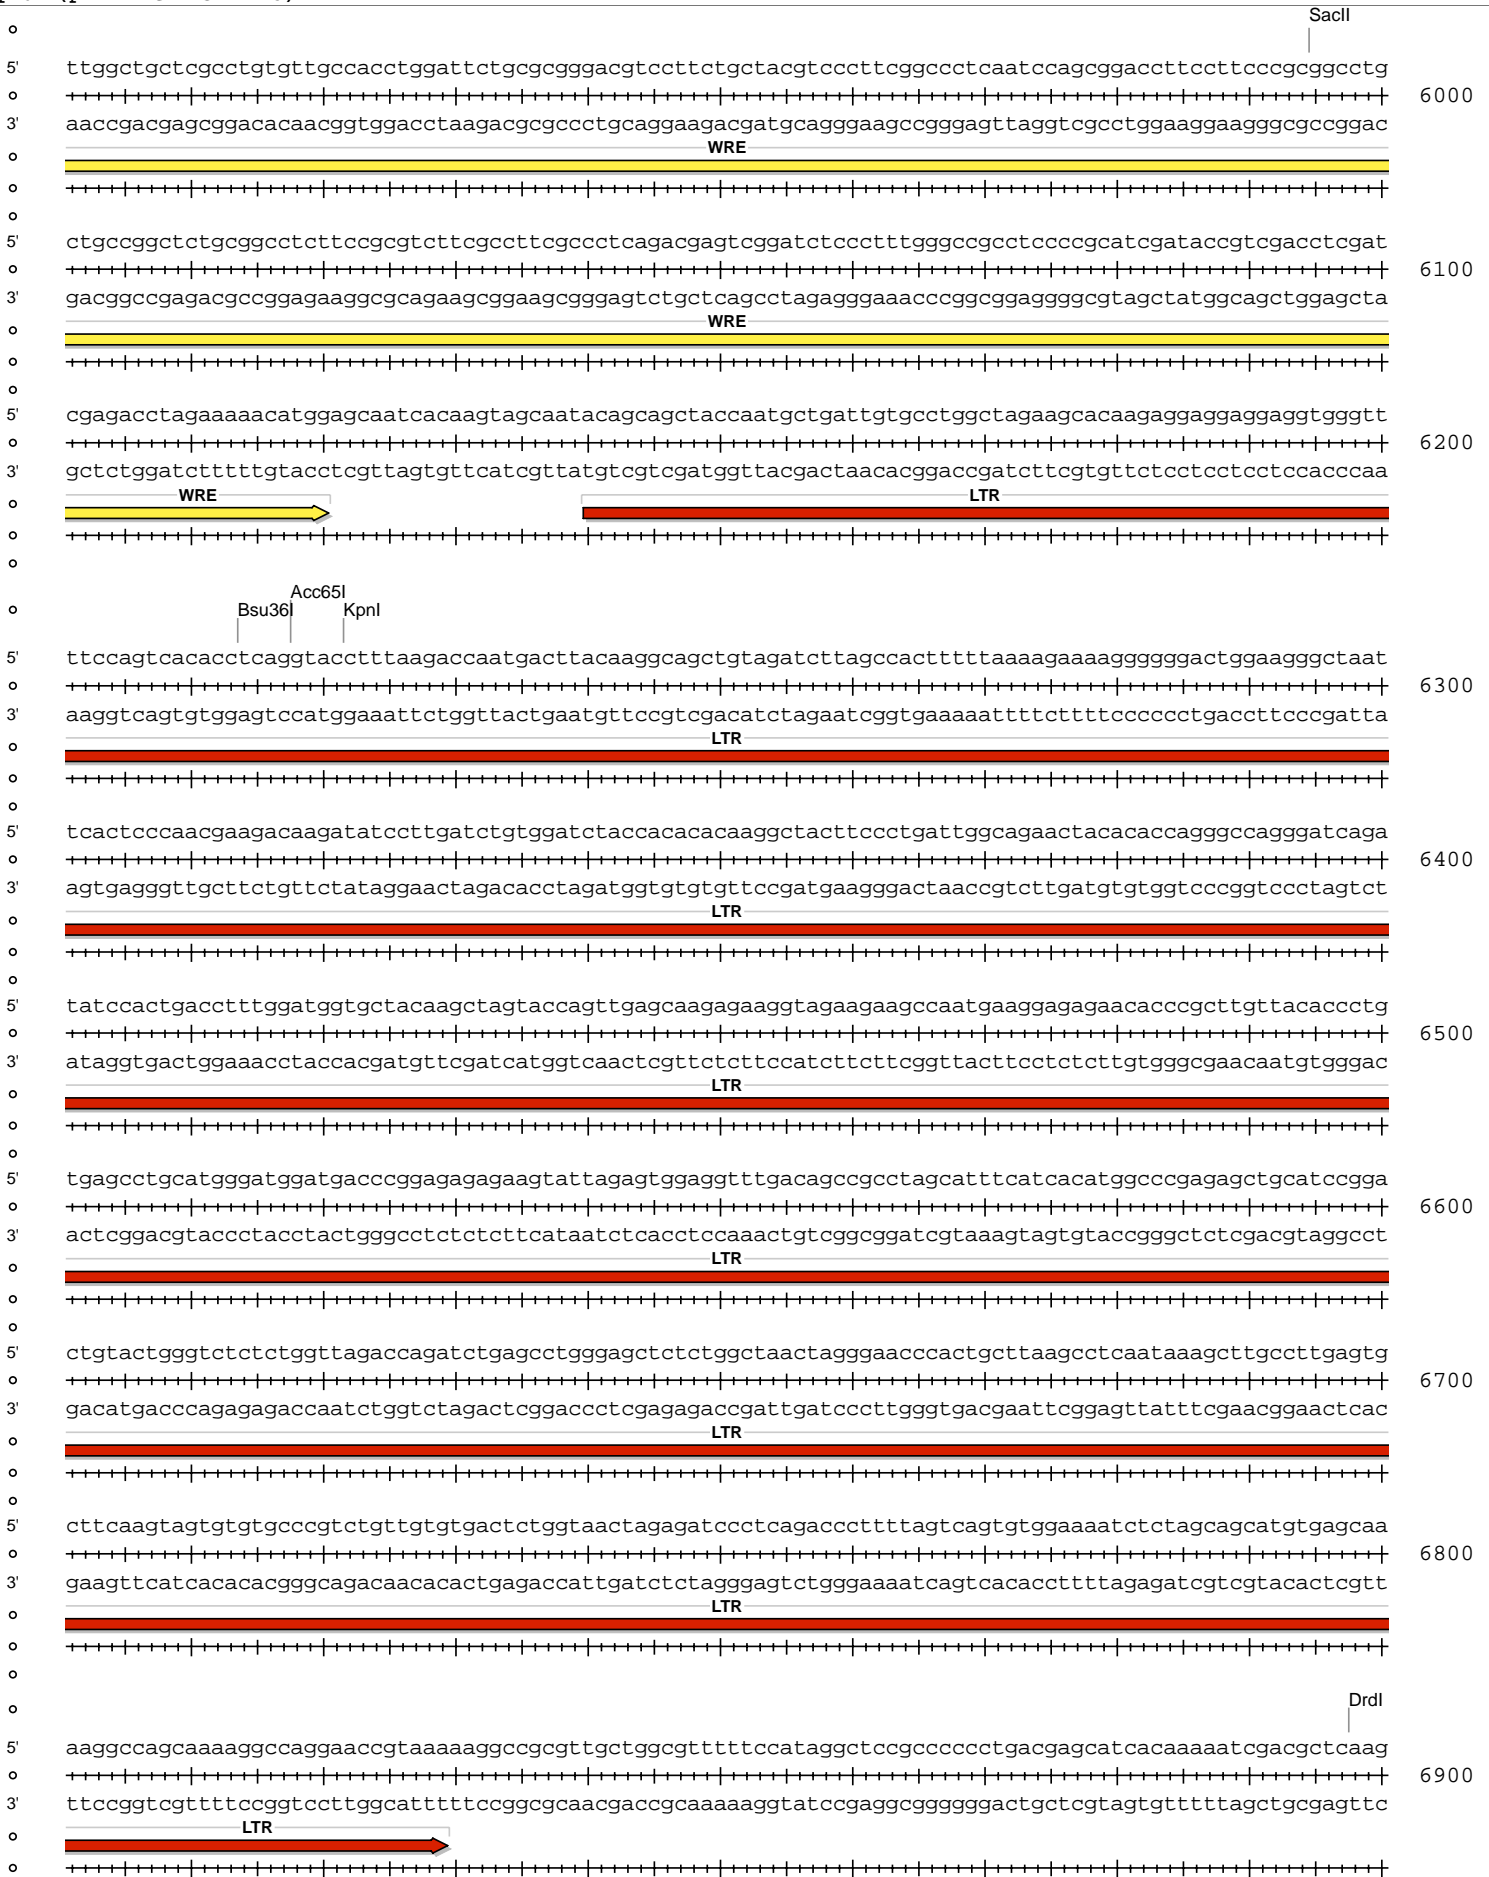 SacII
5' ttggctgctcgcctgtgttgccacctggattctgcgcgggacgtccttctgctacgtcccttcggccctcaatccagcggaccttccttcccgcggcctg
6000
3' aaccgacgagcggacacaacggtggacctaagacgcgccctgcaggaagacgatgcagggaagccgggagttaggtcgcctggaaggaagggcgccggac
WRE
5' ctgccggctctgcggcctcttccgcgtcttcgccttcgccctcagacgagtcggatctccctttgggccgcctccccgcatcgataccgtcgacctcgat
6100
3' gacggccgagacgccggagaaggcgcagaagcggaagcgggagtctgctcagcctagagggaaacccggcggaggggcgtagctatggcagctggagcta
WRE
5' cgagacctagaaaaacatggagcaatcacaagtagcaatacagcagctaccaatgctgattgtgcctggctagaagcacaagaggaggaggaggtgggtt
6200
3' gctctggatctttttgtacctcgttagtgttcatcgttatgtcgtcgatggttacgactaacacggaccgatcttcgtgttctcctcctcctccacccaa
WRE LTR
Acc65I
Bsu36I KpnI
5' ttccagtcacacctcaggtacctttaagaccaatgacttacaaggcagctgtagatcttagccactttttaaaagaaaaggggggactggaagggctaat
6300
3' aaggtcagtgtggagtccatggaaattctggttactgaatgttccgtcgacatctagaatcggtgaaaaattttcttttcccccctgaccttcccgatta
LTR
5' tcactcccaacgaagacaagatatccttgatctgtggatctaccacacacaaggctacttccctgattggcagaactacacaccagggccagggatcaga
6400
3' agtgagggttgcttctgttctataggaactagacacctagatggtgtgtgttccgatgaagggactaaccgtcttgatgtgtggtcccggtccctagtct
LTR
5' tatccactgacctttggatggtgctacaagctagtaccagttgagcaagagaaggtagaagaagccaatgaaggagagaacacccgcttgttacaccctg
6500
3' ataggtgactggaaacctaccacgatgttcgatcatggtcaactcgttctcttccatcttcttcggttacttcctctcttgtgggcgaacaatgtgggac
LTR
5' tgagcctgcatgggatggatgacccggagagagaagtattagagtggaggtttgacagccgcctagcatttcatcacatggcccgagagctgcatccgga
6600
3' actcggacgtaccctacctactgggcctctctcttcataatctcacctccaaactgtcggcggatcgtaaagtagtgtaccgggctctcgacgtaggcct
LTR
5' ctgtactgggtctctctggttagaccagatctgagcctgggagctctctggctaactagggaacccactgcttaagcctcaataaagcttgccttgagtg
6700
3' gacatgacccagagagaccaatctggtctagactcggaccctcgagagaccgattgatcccttgggtgacgaattcggagttatttcgaacggaactcac
LTR
5' cttcaagtagtgtgtgcccgtctgttgtgtgactctggtaactagagatccctcagacccttttagtcagtgtggaaaatctctagcagcatgtgagcaa
6800
3' gaagttcatcacacacgggcagacaacacactgagaccattgatctctagggagtctgggaaaatcagtcacaccttttagagatcgtcgtacactcgtt
LTR
DrdI
5' aaggccagcaaaaggccaggaaccgtaaaaaggccgcgttgctggcgtttttccataggctccgcccccctgacgagcatcacaaaaatcgacgctcaag
6900
3' ttccggtcgttttccggtccttggcatttttccggcgcaacgaccgcaaaaaggtatccgaggcggggggactgctcgtagtgtttttagctgcgagttc
LTR